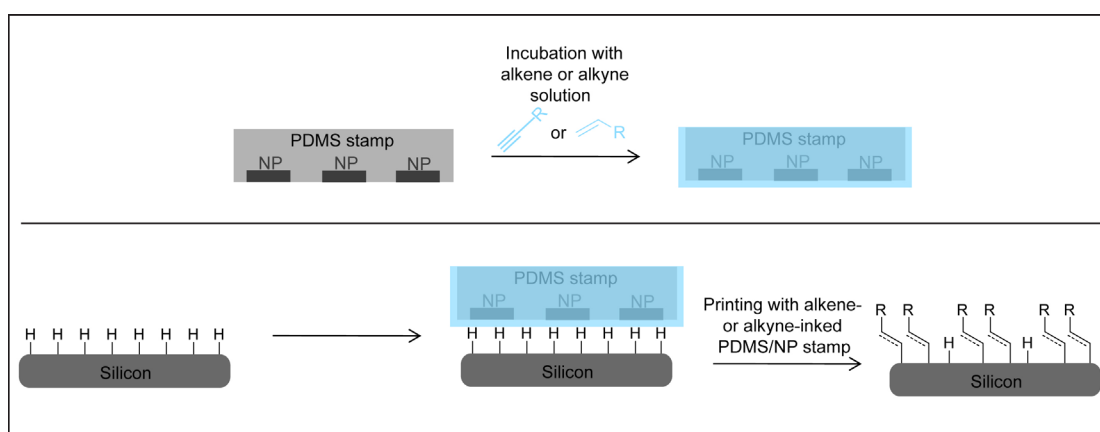 Incubation with
alkene or alkyne
solution
R or R
PDMS stamp
NP NP NP
PDMS stamp
NP NP NP
H H H H H H H H
Silicon
PDMS stamp
NP NP NP
H H H H H H H H
Silicon
Printing with alkene-
or alkyne-inked
PDMS/NP stamp
R R R R R R
H H
Silicon